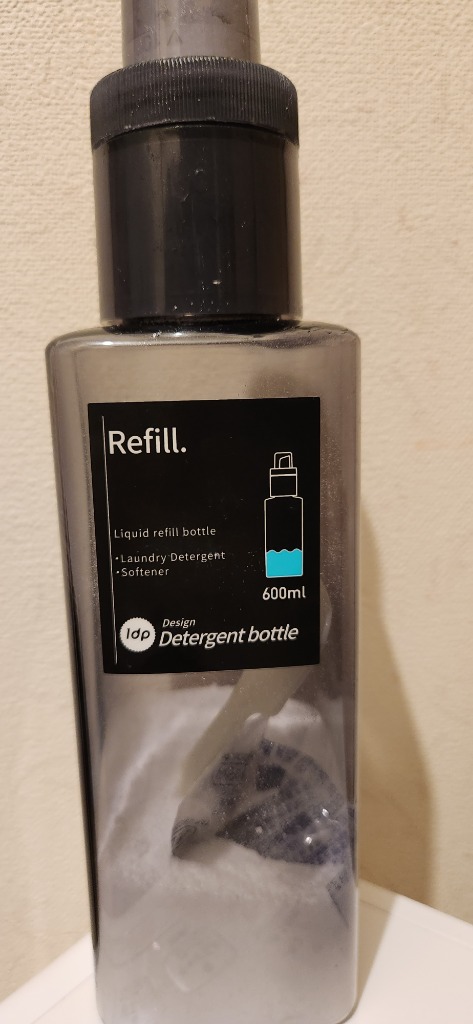 Refill.
Liquid refill bottle
・Laundry Detergent
・Softener
600ml
ldp
Design
Detergent bottle